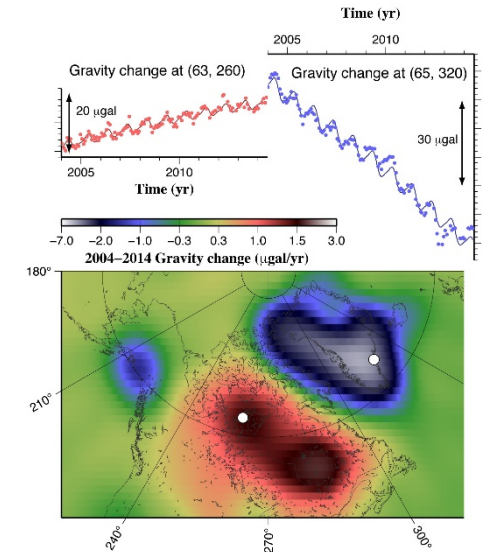 Time (yr)
2005 2010
Gravity change at (63, 260)
Gravity change at (65, 320)
20 µgal
30 µgal
2005 2010
Time (yr)
−7.0 −2.0 −1.0 −0.3 0.3 1.0 1.5 3.0
2004−2014 Gravity change (µgal/yr)
180°
210°
240°
270°
300°